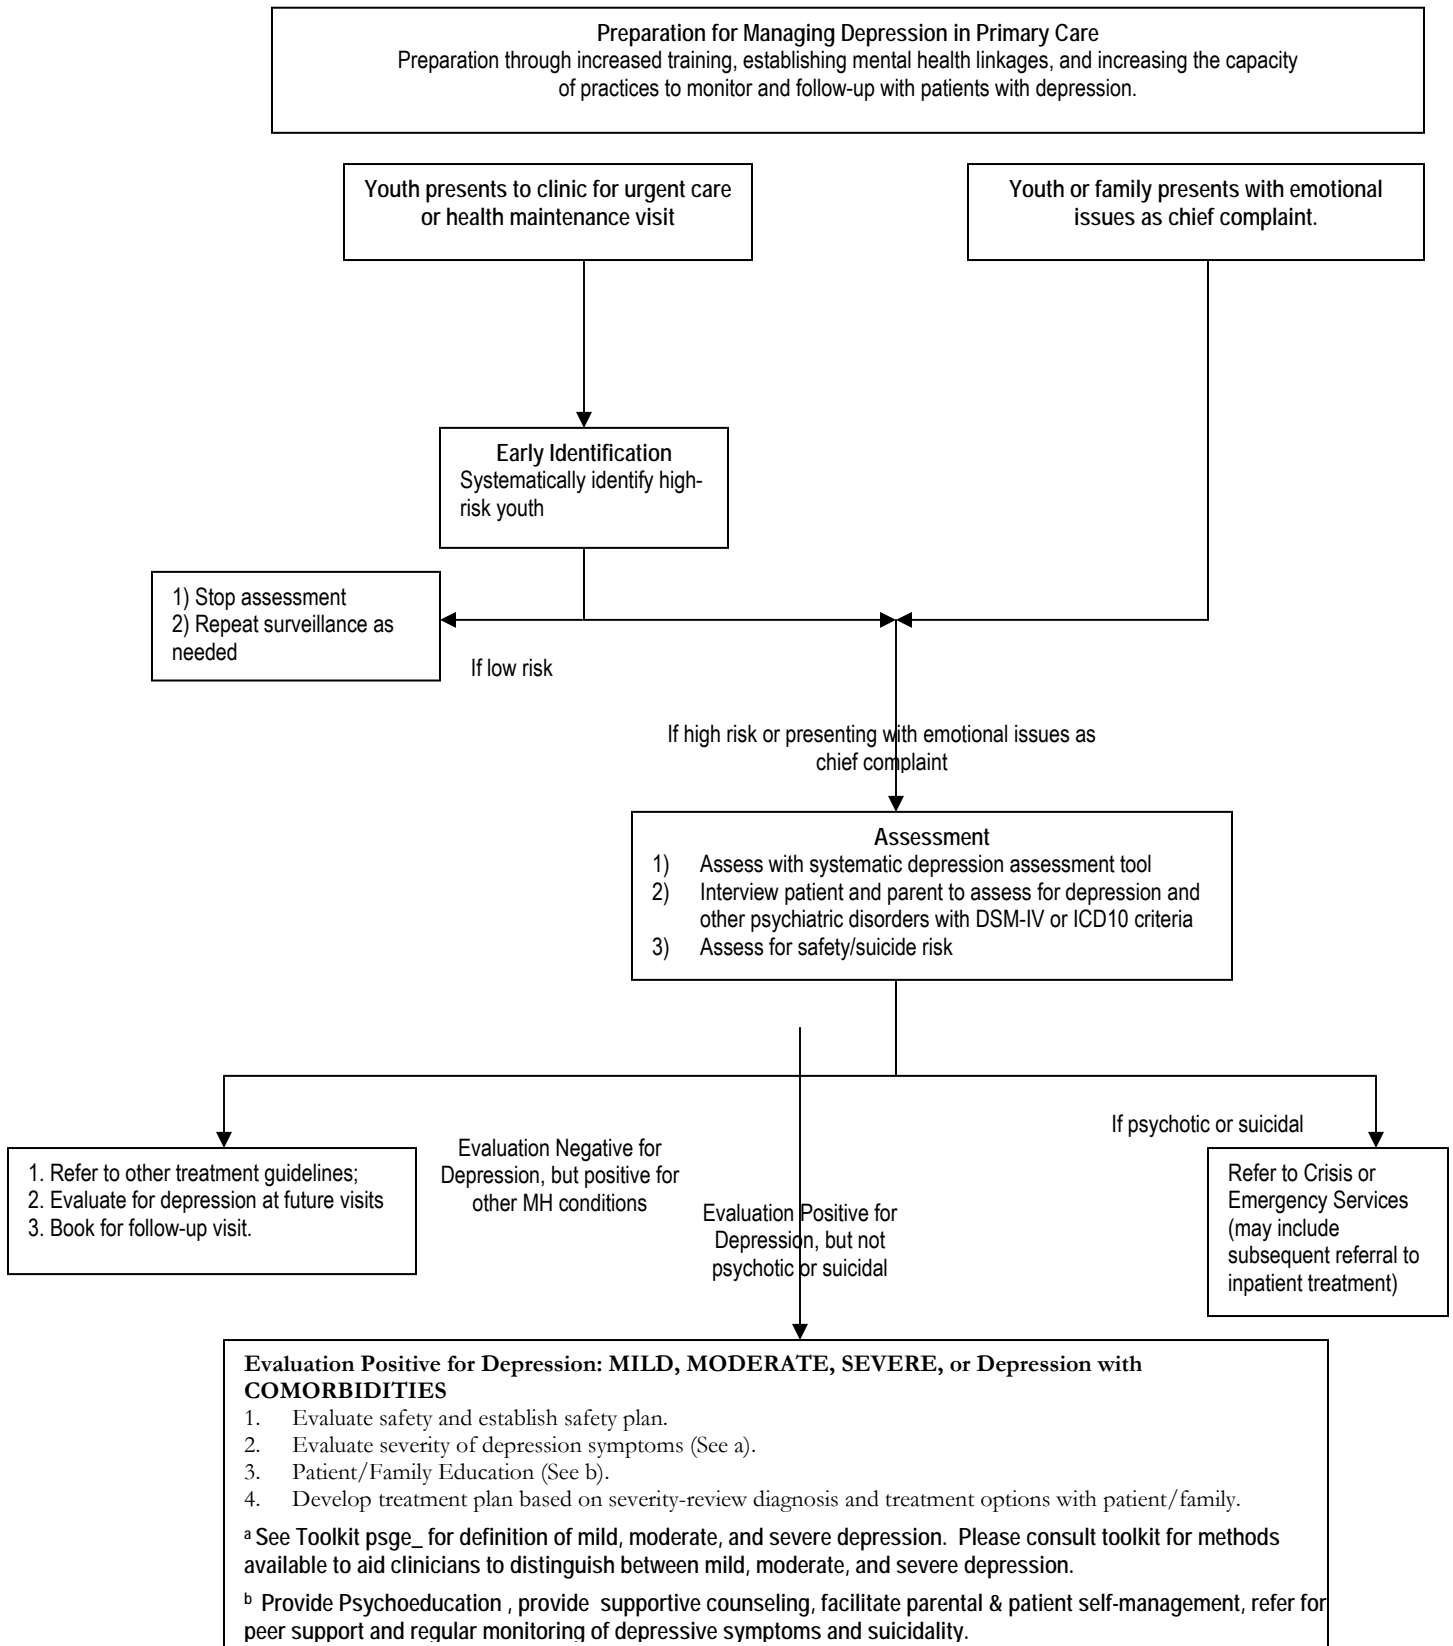 Preparation for Managing Depression in Primary Care
Preparation through increased training, establishing mental health linkages, and increasing the capacity
of practices to monitor and follow-up with patients with depression.
Youth presents to clinic for urgent care
or health maintenance visit
Youth or family presents with emotional
issues as chief complaint.
Early Identification
Systematically identify high-
risk youth
1) Stop assessment
2) Repeat surveillance as
needed
If low risk
If high risk or presenting with emotional issues as
chief complaint
Assessment
1) Assess with systematic depression assessment tool
2) Interview patient and parent to assess for depression and
other psychiatric disorders with DSM-IV or ICD10 criteria
3) Assess for safety/suicide risk
1. Refer to other treatment guidelines;
2. Evaluate for depression at future visits
3. Book for follow-up visit.
Evaluation Negative for
Depression, but positive for
other MH conditions
Evaluation Positive for
Depression, but not
psychotic or suicidal
If psychotic or suicidal
Refer to Crisis or
Emergency Services
(may include
subsequent referral to
inpatient treatment)
Evaluation Positive for Depression: MILD, MODERATE, SEVERE, or Depression with
COMORBIDITIES
1. Evaluate safety and establish safety plan.
2. Evaluate severity of depression symptoms (See a).
3. Patient/Family Education (See b).
4. Develop treatment plan based on severity-review diagnosis and treatment options with patient/family.
a See Toolkit psge_ for definition of mild, moderate, and severe depression. Please consult toolkit for methods
available to aid clinicians to distinguish between mild, moderate, and severe depression.
b Provide Psychoeducation , provide supportive counseling, facilitate parental & patient self-management, refer for
peer support and regular monitoring of depressive symptoms and suicidality.